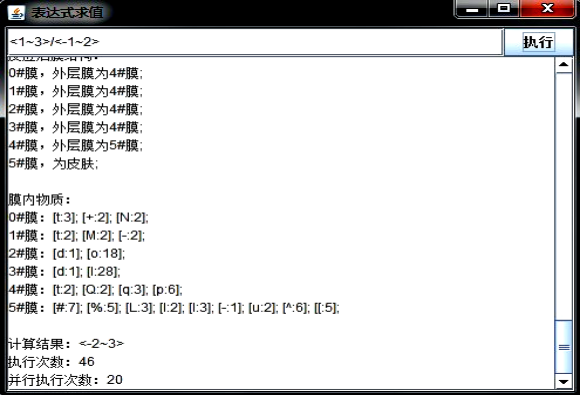 表达式求值
<1~3>/<-1~2>
执行
0#膜，外层膜为4#膜;
1#膜，外层膜为4#膜;
2#膜，外层膜为4#膜;
3#膜，外层膜为4#膜;
4#膜，外层膜为5#膜;
5#膜，为皮肤;
膜内物质：
0#膜：[t:3]; [+:2]; [N:2];
1#膜：[t:2]; [M:2]; [-:2];
2#膜：[d:1]; [o:18];
3#膜：[d:1]; [l:28];
4#膜：[t:2]; [Q:2]; [q:3]; [p:6];
5#膜：[#:7]; [%:5]; [L:3]; [l:2]; [l:3]; [-:1]; [u:2]; [^:6]; [[:5];
计算结果：<-2~3>
执行次数：46
并行执行次数：20